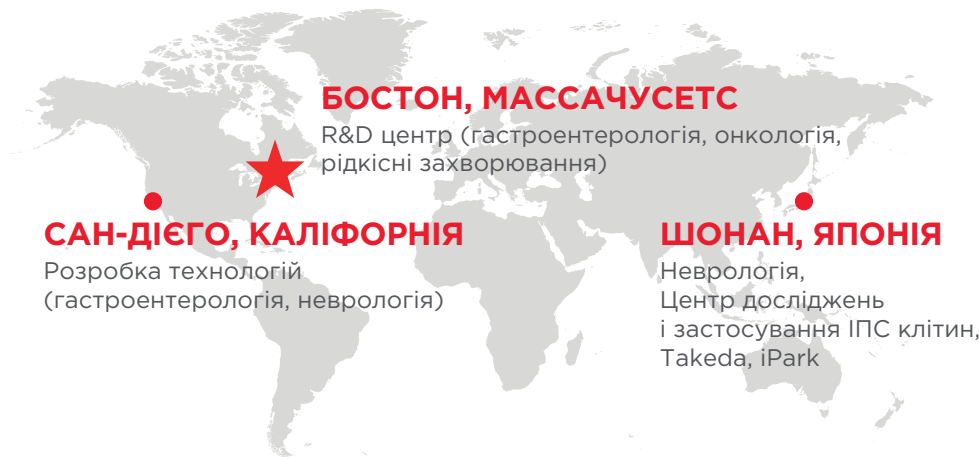 БОСТОН, МАССАЧУСЕТС
R&D центр (гастроентерологія, онкологія,
рідкісні захворювання)
САН-ДІЄГО, КАЛІФОРНІЯ
Розробка технологій
(гастроентерологія, неврологія)
ШОНАН, ЯПОНІЯ
Неврологія,
Центр досліджень
і застосування ІПС клітин,
Takeda, iPark